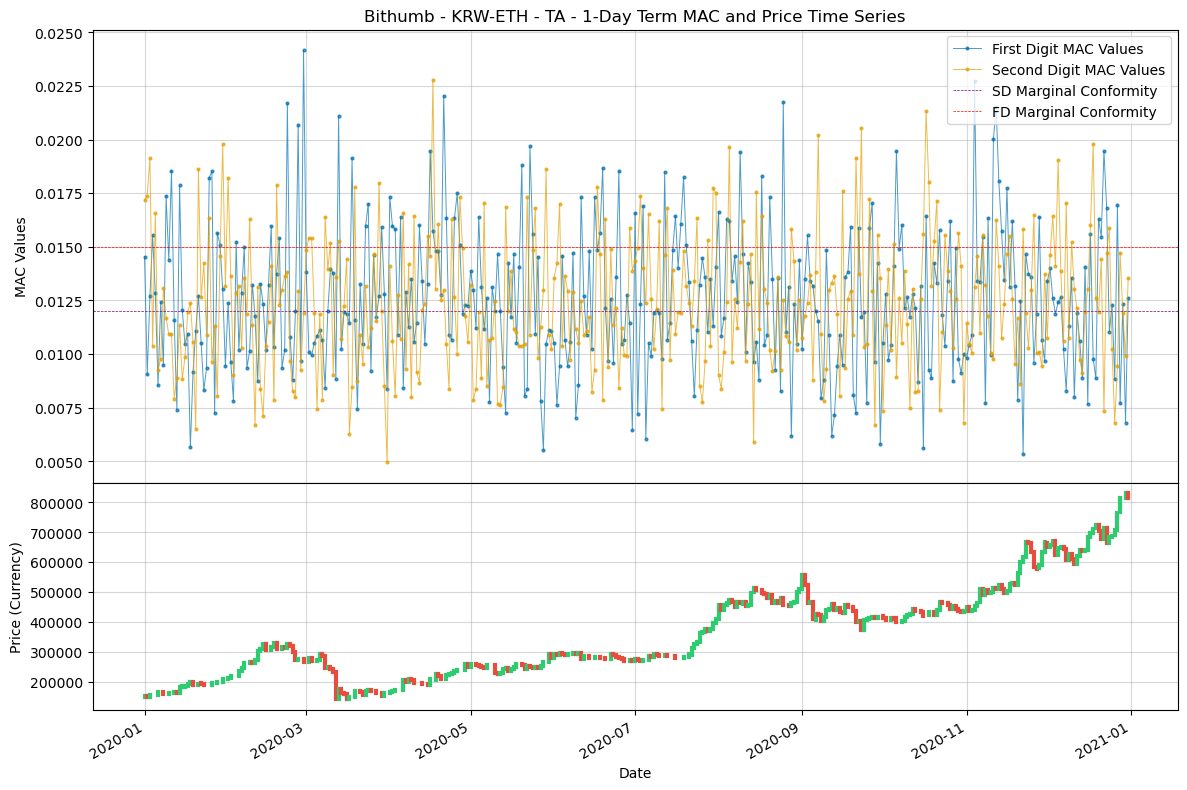 Bithumb - KRW-ETH - TA - 1-Day Term MAC and Price Time Series
0.0250
0.0225
0.0200
0.0175
0.0150
0.0125
0.0100
0.0075
0.0050
MAC Values
First Digit MAC Values
Second Digit MAC Values
SD Marginal Conformity
FD Marginal Conformity
800000
700000
600000
500000
400000
300000
200000
Price (Currency)
2020-01
2020-03
2020-05
2020-07
2020-09
2020-11
2021-01
Date